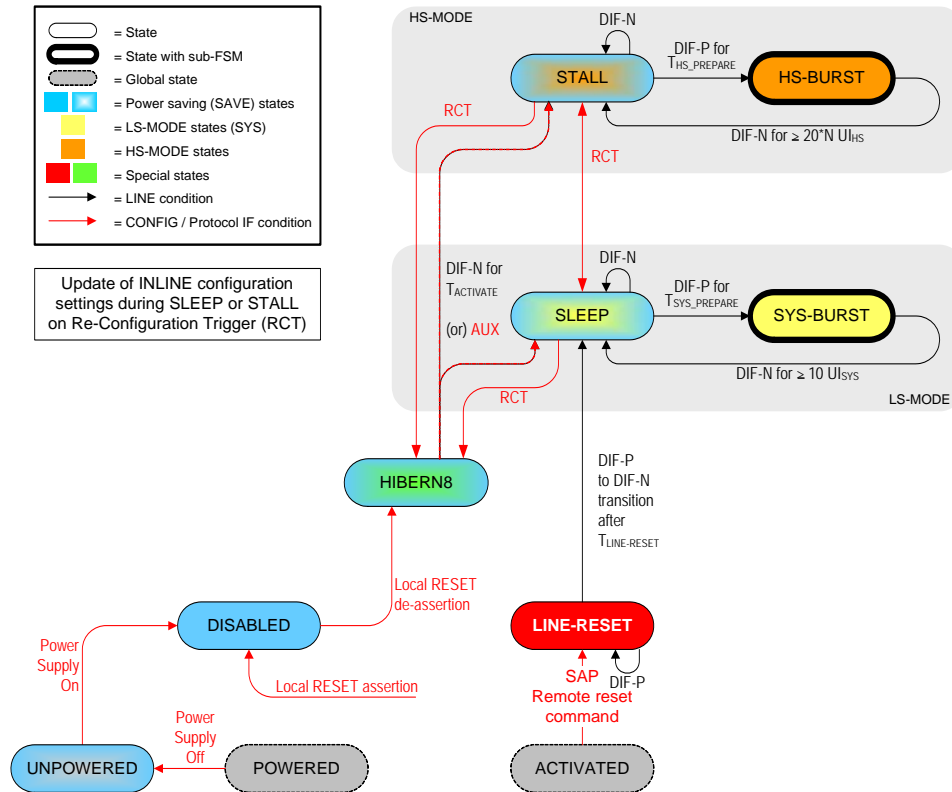 = State
= State with sub-FSM
= Global state
= Power saving (SAVE) states
= LS-MODE states (SYS)
= HS-MODE states
= Special states
= LINE condition
= CONFIG / Protocol IF condition
Update of INLINE configuration
settings during SLEEP or STALL
on Re-Configuration Trigger (RCT)
HS-MODE
DIF-N
STALL
DIF-P for
THS_PREPARE
HS-BURST
DIF-N for ≥ 20*N UIHS
RCT
RCT
DIF-N for
TACTIVATE
(or) AUX
DIF-N
SLEEP
DIF-P for
TSYS_PREPARE
SYS-BURST
DIF-N for ≥ 10 UISYS
LS-MODE
RCT
HIBERN8
DIF-P
to DIF-N
transition
after
TLINE-RESET
Local RESET
de-assertion
DISABLED
LINE-RESET
DIF-P
Power
Supply
On
Local RESET assertion
SAP
Remote reset
command
Power
Supply
Off
UNPOWERED
POWERED
ACTIVATED